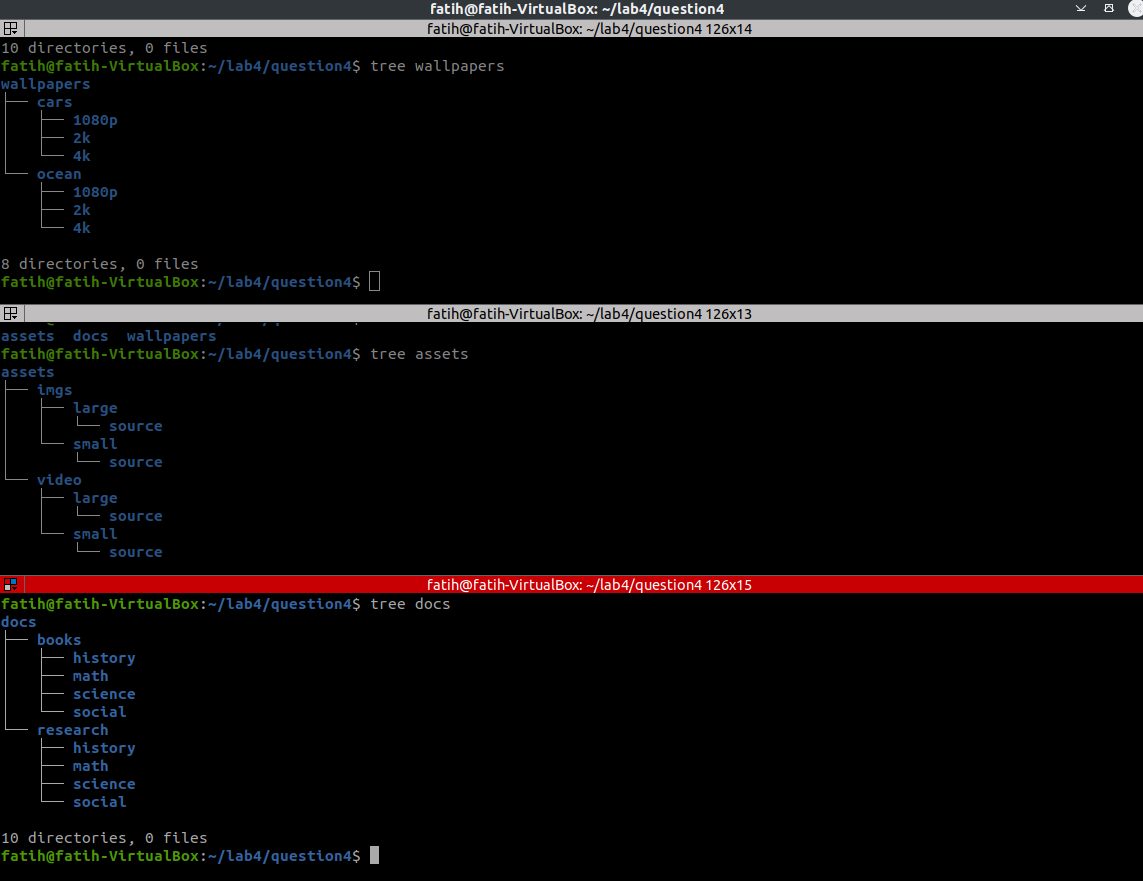 fatih@fatih-VirtualBox: ~/lab4/question4
fatih@fatih-VirtualBox: ~/lab4/question4 126x14
10 directories, 0 files
fatih@fatih-VirtualBox:~/lab4/question4$ tree wallpapers
wallpapers
├── cars
│   ├── 1080p
│   ├── 2k
│   └── 4k
└── ocean
    ├── 1080p
    ├── 2k
    └── 4k

8 directories, 0 files
fatih@fatih-VirtualBox:~/lab4/question4$
fatih@fatih-VirtualBox: ~/lab4/question4 126x13
assets  docs  wallpapers
fatih@fatih-VirtualBox:~/lab4/question4$ tree assets
assets
├── imgs
│   ├── large
│   │   └── source
│   └── small
│       └── source
└── video
    ├── large
    │   └── source
    └── small
        └── source
fatih@fatih-VirtualBox: ~/lab4/question4 126x15
fatih@fatih-VirtualBox:~/lab4/question4$ tree docs
docs
├── books
│   ├── history
│   ├── math
│   ├── science
│   └── social
└── research
    ├── history
    ├── math
    ├── science
    └── social

10 directories, 0 files
fatih@fatih-VirtualBox:~/lab4/question4$